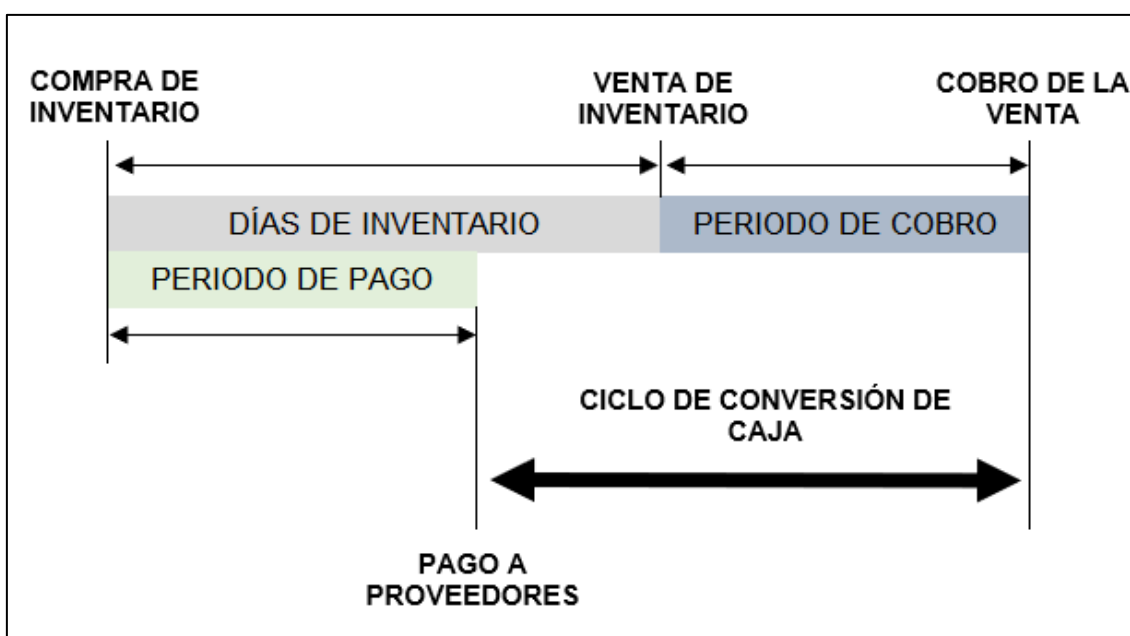 COMPRA DE
INVENTARIO
VENTA DE
INVENTARIO
COBRO DE LA
VENTA
DÍAS DE INVENTARIO
PERIODO DE COBRO
PERIODO DE PAGO
CICLO DE CONVERSIÓN DE
CAJA
PAGO A
PROVEEDORES